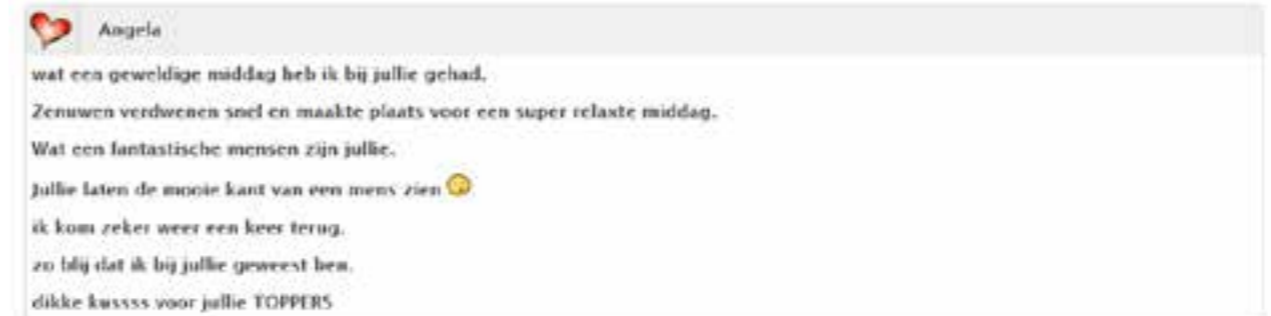 Angela
wat een geweldige middag heb ik bij jullie gehad.
Zenuwen verdwenen snel en maakte plaats voor een super relaxte middag.
Wat een fantastische mensen zijn jullie.
Jullie laten de mooie kant van een mens zien
ik kom zeker weer een keer terug.
zo blij dat ik bij jullie geweest ben.
dikke kussss voor jullie TOPPERS